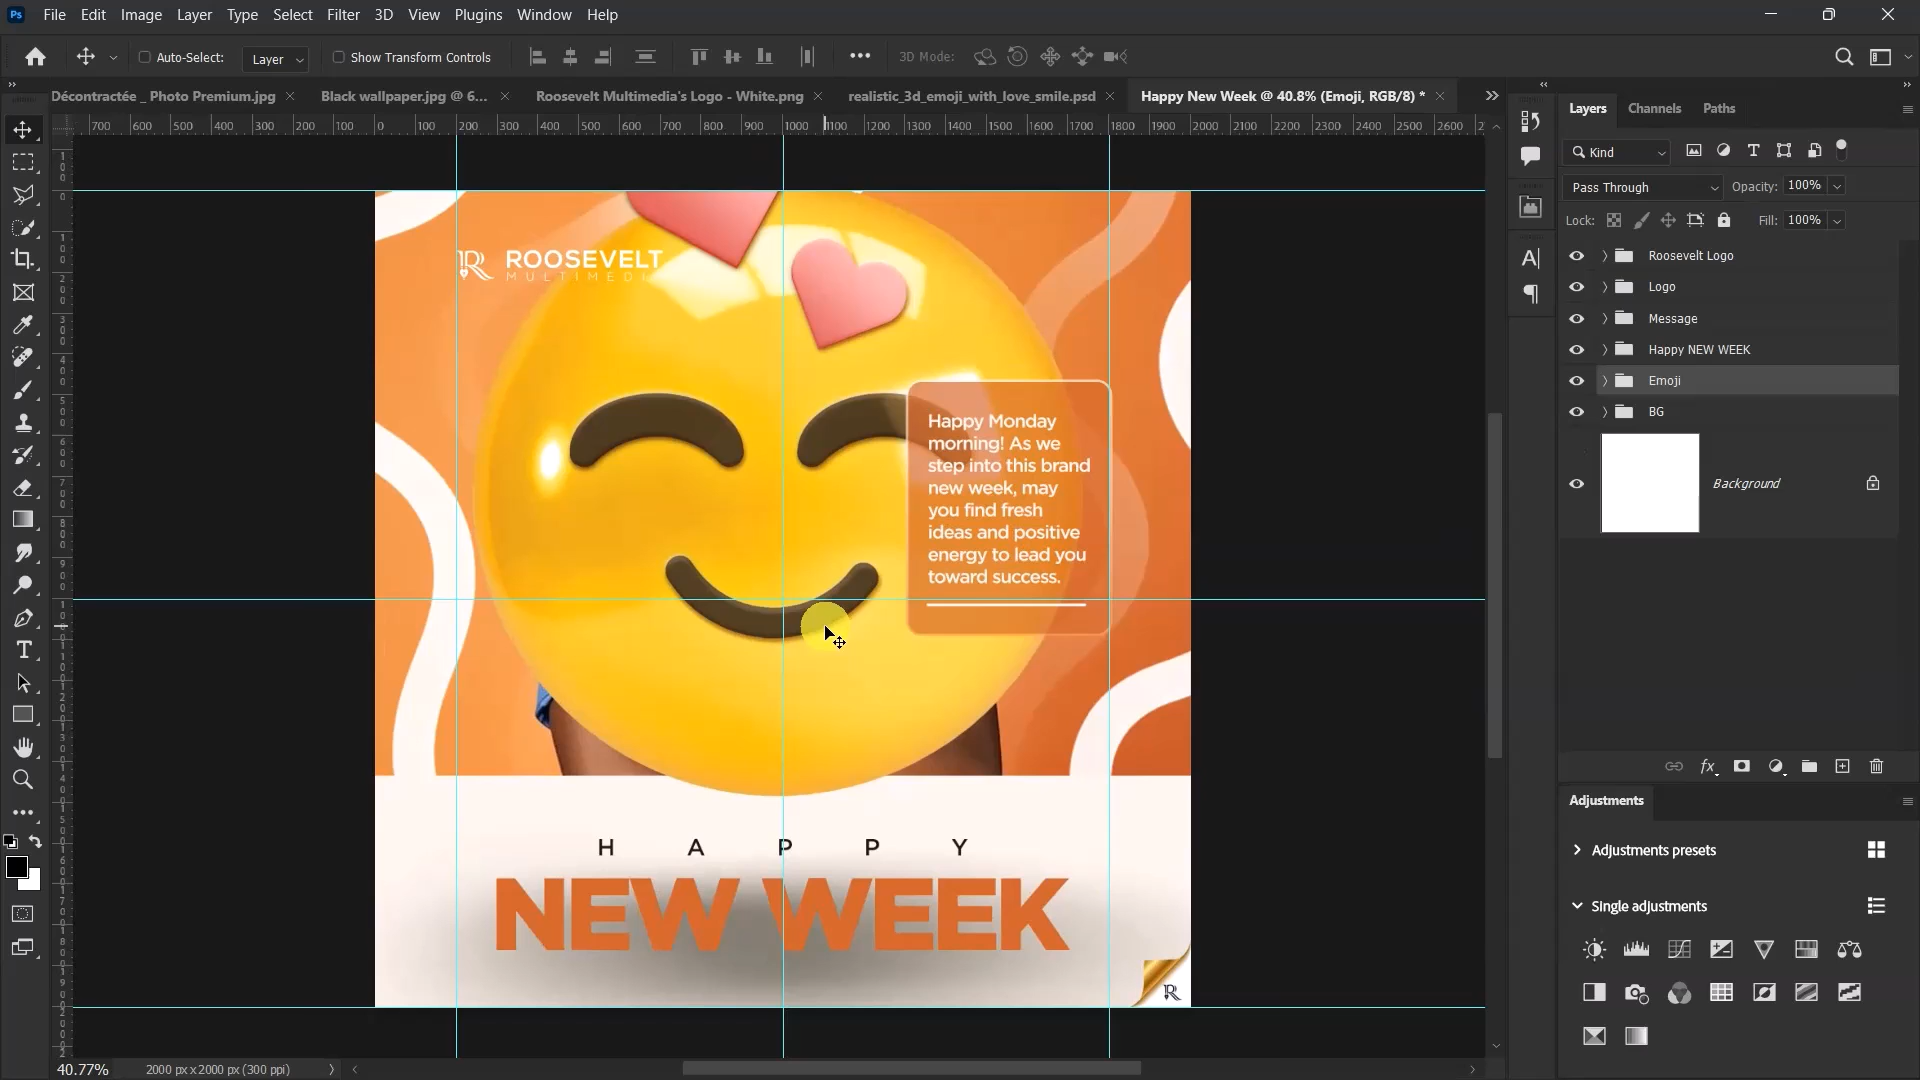 Ps File Edit Image Layer Type Select Filter 3D View Plugins Window Help
Auto-Select: Layer Show Transform Controls 3D Mode:
Décontractée _ Photo Premium.jpg Black wallpaper.jpg @ 6... Roosevelt Multimedia's Logo - White.png realistic_3d_emoji_with_love_smile.psd Happy New Week @ 40.8% (Emoji, RGB/8) *
700 600 500 400 300 200 100 0 100 200 300 400 500 600 700 800 900 1000 1100 1200 1300 1400 1500 1600 1700 1800 1900 2000 2100 2200 2300 2400 2500 2600
Layers Channels Paths
Kind
Pass Through Opacity: 100%
Lock: Fill: 100%
Roosevelt Logo
Logo
Message
Happy NEW WEEK
Emoji
BG
Background
Adjustments
Adjustments presets
Single adjustments
ROOSEVELT
Happy Monday
morning! As we
step into this brand
new week, may
you find fresh
ideas and positive
energy to lead you
toward success.
H A P P Y
NEW WEEK
40.77% 2000 px x 2000 px (300 ppi)